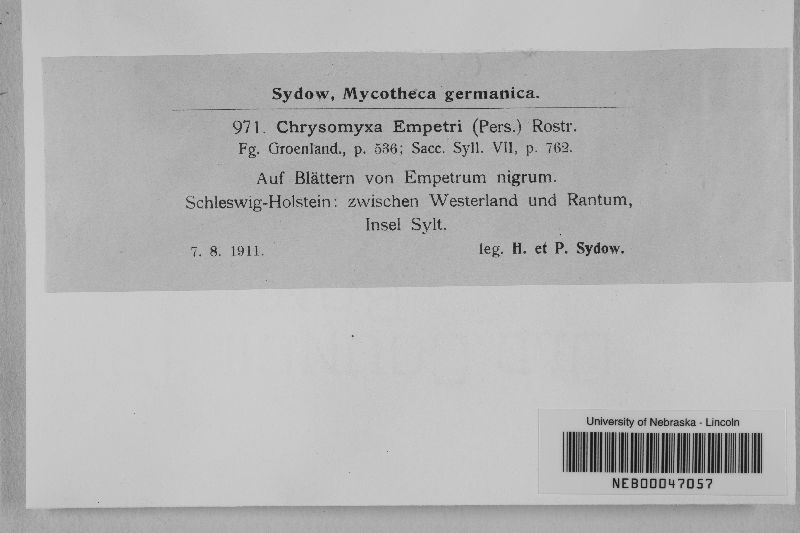 Sydow, Mycotheca germanica.
971. Chrysomyxa Empetri (Pers.) Rostr.
Fg. Groenland., p. 536; Sacc. Syll. VII, p. 762.
Auf Blättern von Empetrum nigrum.
Schleswig-Holstein: zwischen Westerland und Rantum,
Insel Sylt.
7. 8. 1911. leg. H. et P. Sydow.
University of Nebraska - Lincoln
NEB00047057